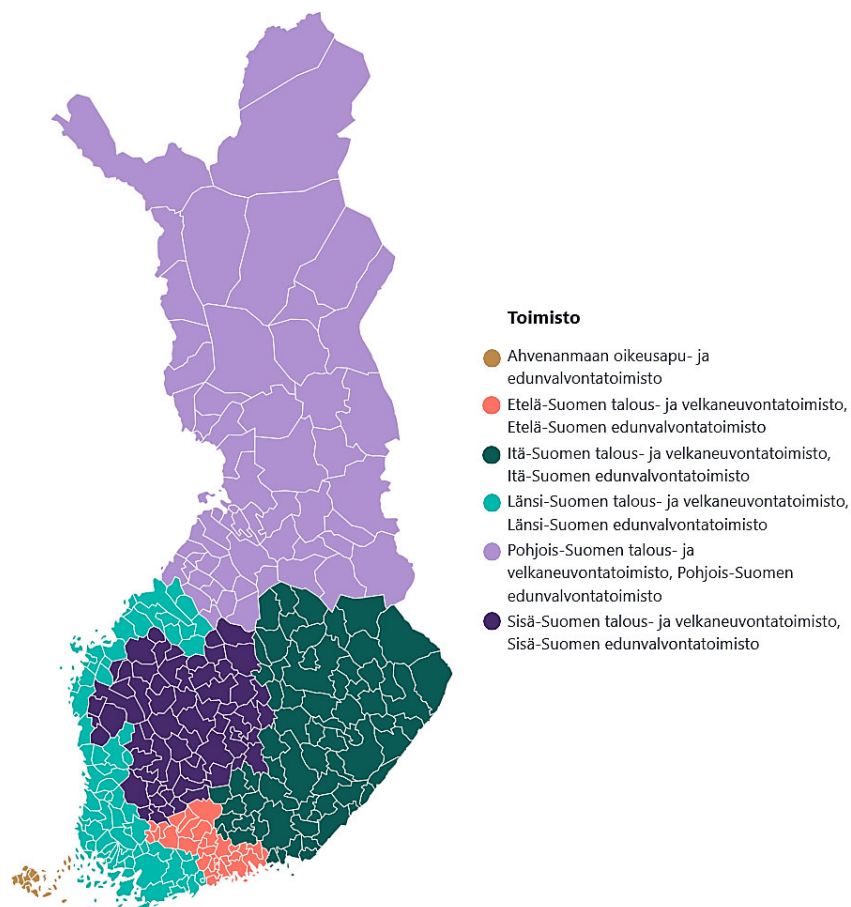 Toimisto
Ahvenanmaan oikeusapu- ja
edunvalvontatoimisto
Etelä-Suomen talous- ja velkaneuvontatoimisto,
Etelä-Suomen edunvalvontatoimisto
Itä-Suomen talous- ja velkaneuvontatoimisto,
Itä-Suomen edunvalvontatoimisto
Länsi-Suomen talous- ja velkaneuvontatoimisto,
Länsi-Suomen edunvalvontatoimisto
Pohjois-Suomen talous- ja
velkaneuvontatoimisto, Pohjois-Suomen
edunvalvontatoimisto
Sisä-Suomen talous- ja velkaneuvontatoimisto,
Sisä-Suomen edunvalvontatoimisto